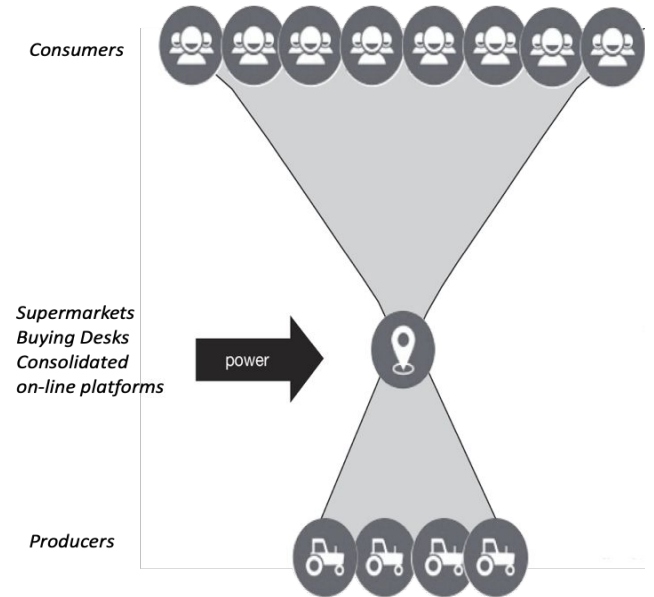 Consumers
Supermarkets
Buying Desks
Consolidated
on-line platforms
power
Producers